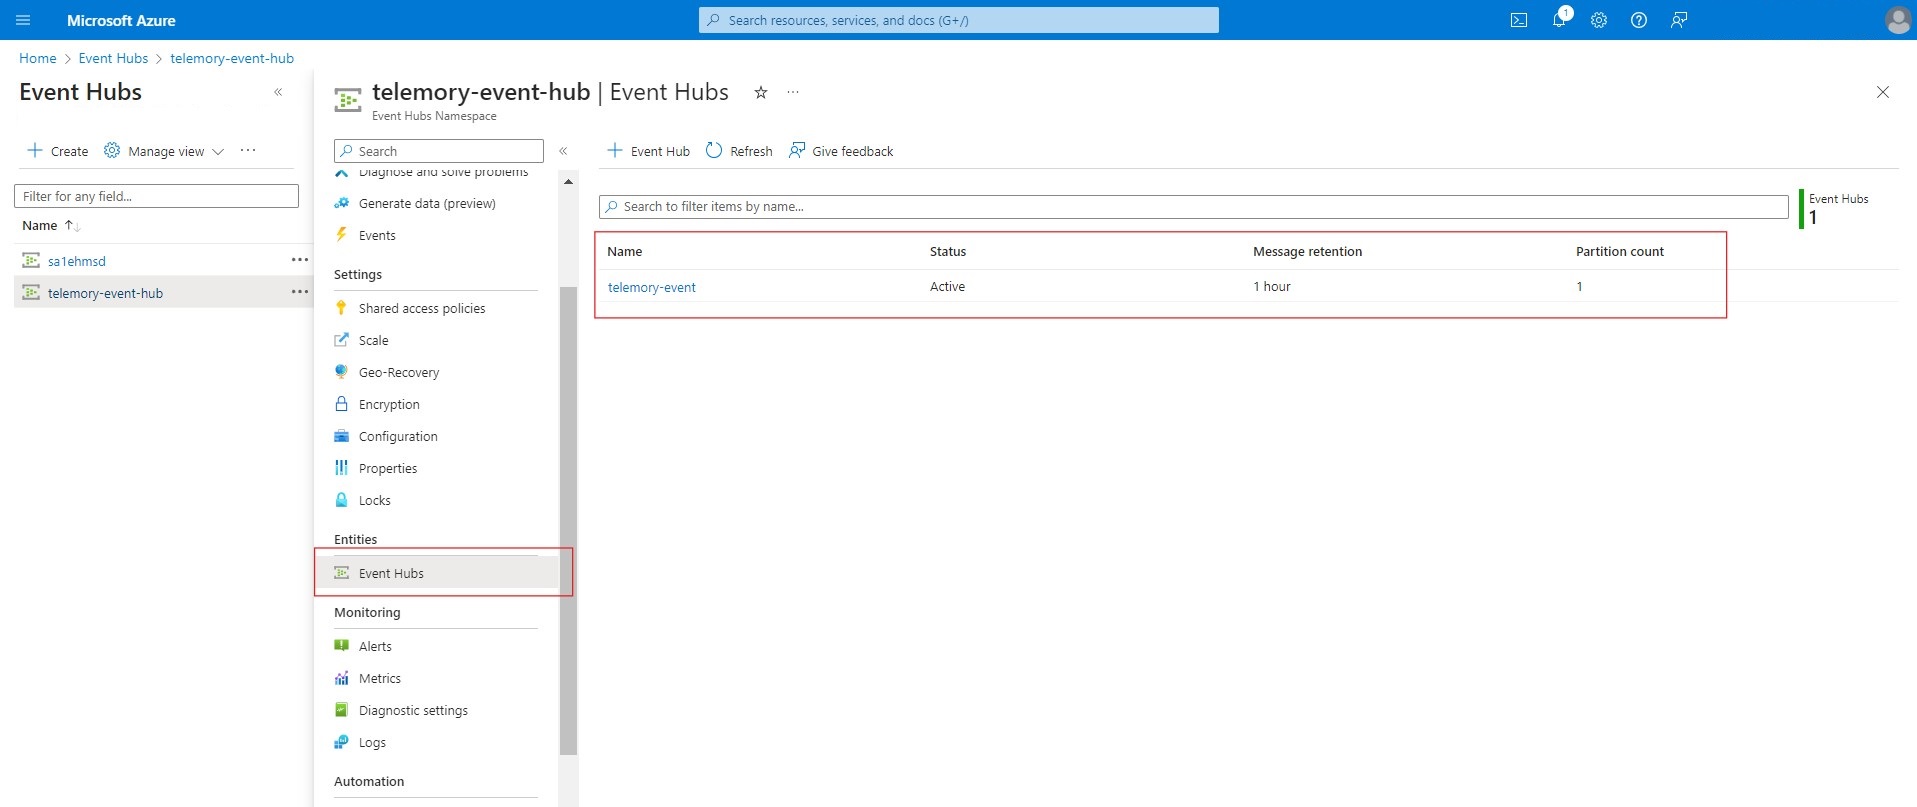 Microsoft Azure
Search resources, services, and docs (G+/)
1
Home > Event Hubs > telemory-event-hub
Event Hubs «
Create Manage view ···
Filter for any field...
Name ↑↓
sa1ehmsd ···
telemory-event-hub ···
telemory-event-hub | Event Hubs ···
Event Hubs Namespace
Search «
Diagnose and solve problems
Generate data (preview)
Events
Settings
Shared access policies
Scale
Geo-Recovery
Encryption
Configuration
Properties
Locks
Entities
Event Hubs
Monitoring
Alerts
Metrics
Diagnostic settings
Logs
Automation
Event Hub Refresh Give feedback
Search to filter items by name...
Event Hubs
1
Name Status Message retention Partition count
telemory-event Active 1 hour 1